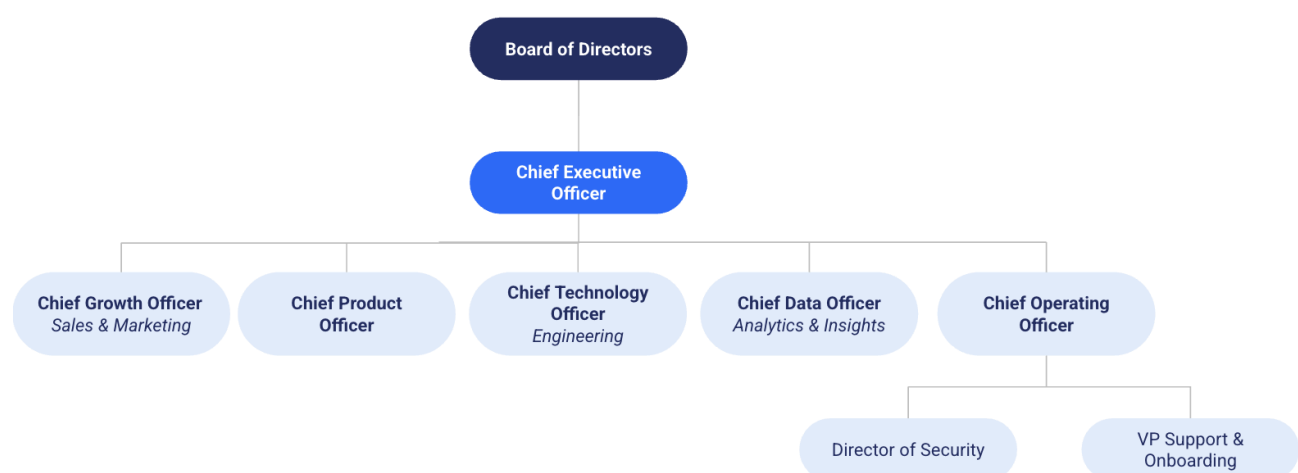 Board of Directors
Chief Executive
Officer
Chief Growth Officer
Sales & Marketing
Chief Product
Officer
Chief Technology
Officer
Engineering
Chief Data Officer
Analytics & Insights
Chief Operating
Officer
Director of Security
VP Support &
Onboarding